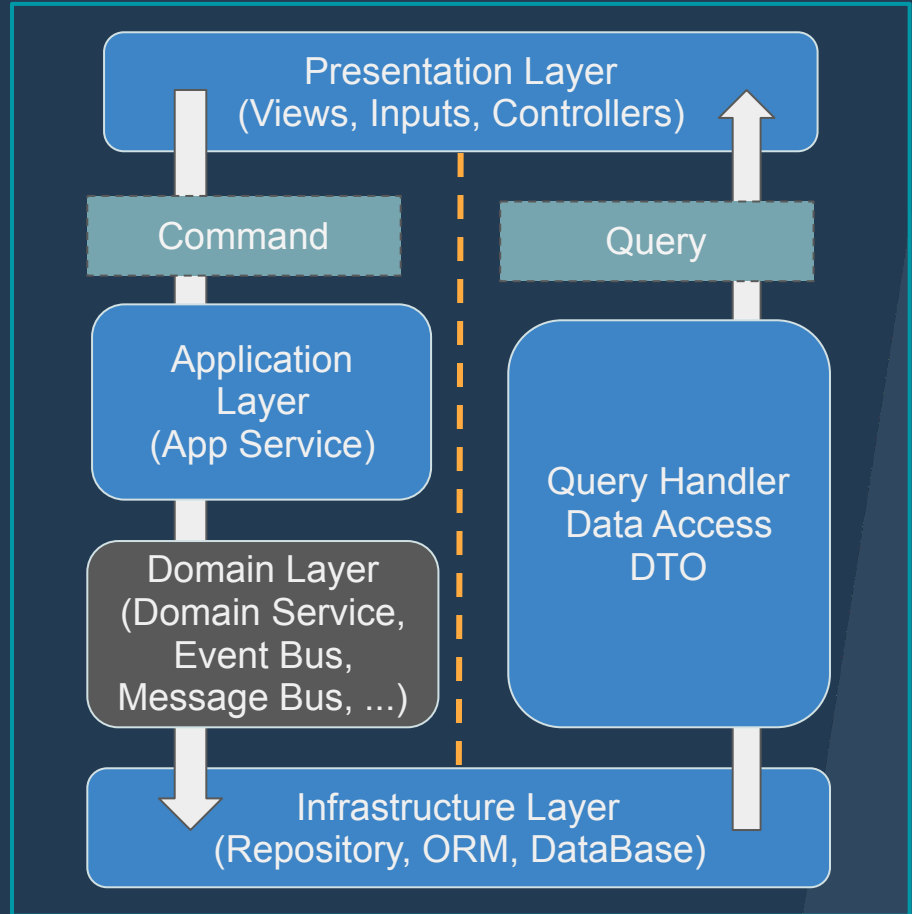 Presentation Layer
(Views, Inputs, Controllers)
Command
Query
Application
Layer
(App Service)
Domain Layer
(Domain Service,
Event Bus,
Message Bus, ...)
Query Handler
Data Access
DTO
Infrastructure Layer
(Repository, ORM, DataBase)